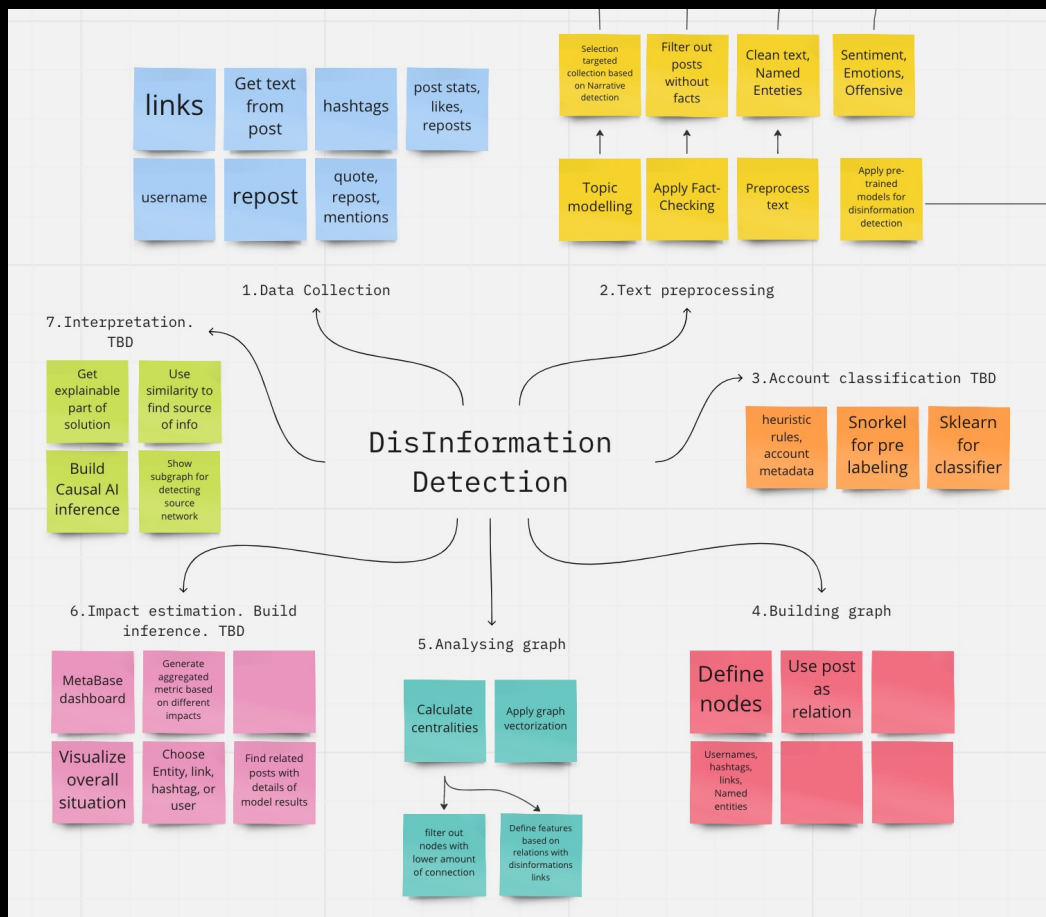 links
Get text
from
post
hashtags
post stats,
likes,
reposts
username
repost
quote,
repost,
mentions
1.Data Collection
Selection
targeted
collection based
on Narrative
detection
Filter out
posts
without
facts
Clean text,
Named
Enteties
Sentiment,
Emotions,
Offensive
Topic
modelling
Apply Fact-
Checking
Preprocess
text
Apply pre-
trained
models for
disinformation
detection
2.Text preprocessing
7.Interpretation.
TBD
Get
explainable
part of
solution
Use
similarity to
find source
of info
Build
Causal AI
inference
Show
subgraph for
detecting
source
network
DisInformation
Detection
3.Account classification TBD
heuristic
rules,
account
metadata
Snorkel
for pre
labeling
Sklearn
for
classifier
6.Impact estimation. Build
inference. TBD
MetaBase
dashboard
Generate
aggregated
metric based
on different
impacts
Visualize
overall
situation
Choose
Entity, link,
hashtag, or
user
Find related
posts with
details of
model results
5.Analysing graph
Calculate
centralities
Apply graph
vectorization
filter out
nodes with
lower amount
of connection
Define features
based on
relations with
disinformations
links
4.Building graph
Define
nodes
Use post
as
relation
Usernames,
hashtags,
links,
Named
entities